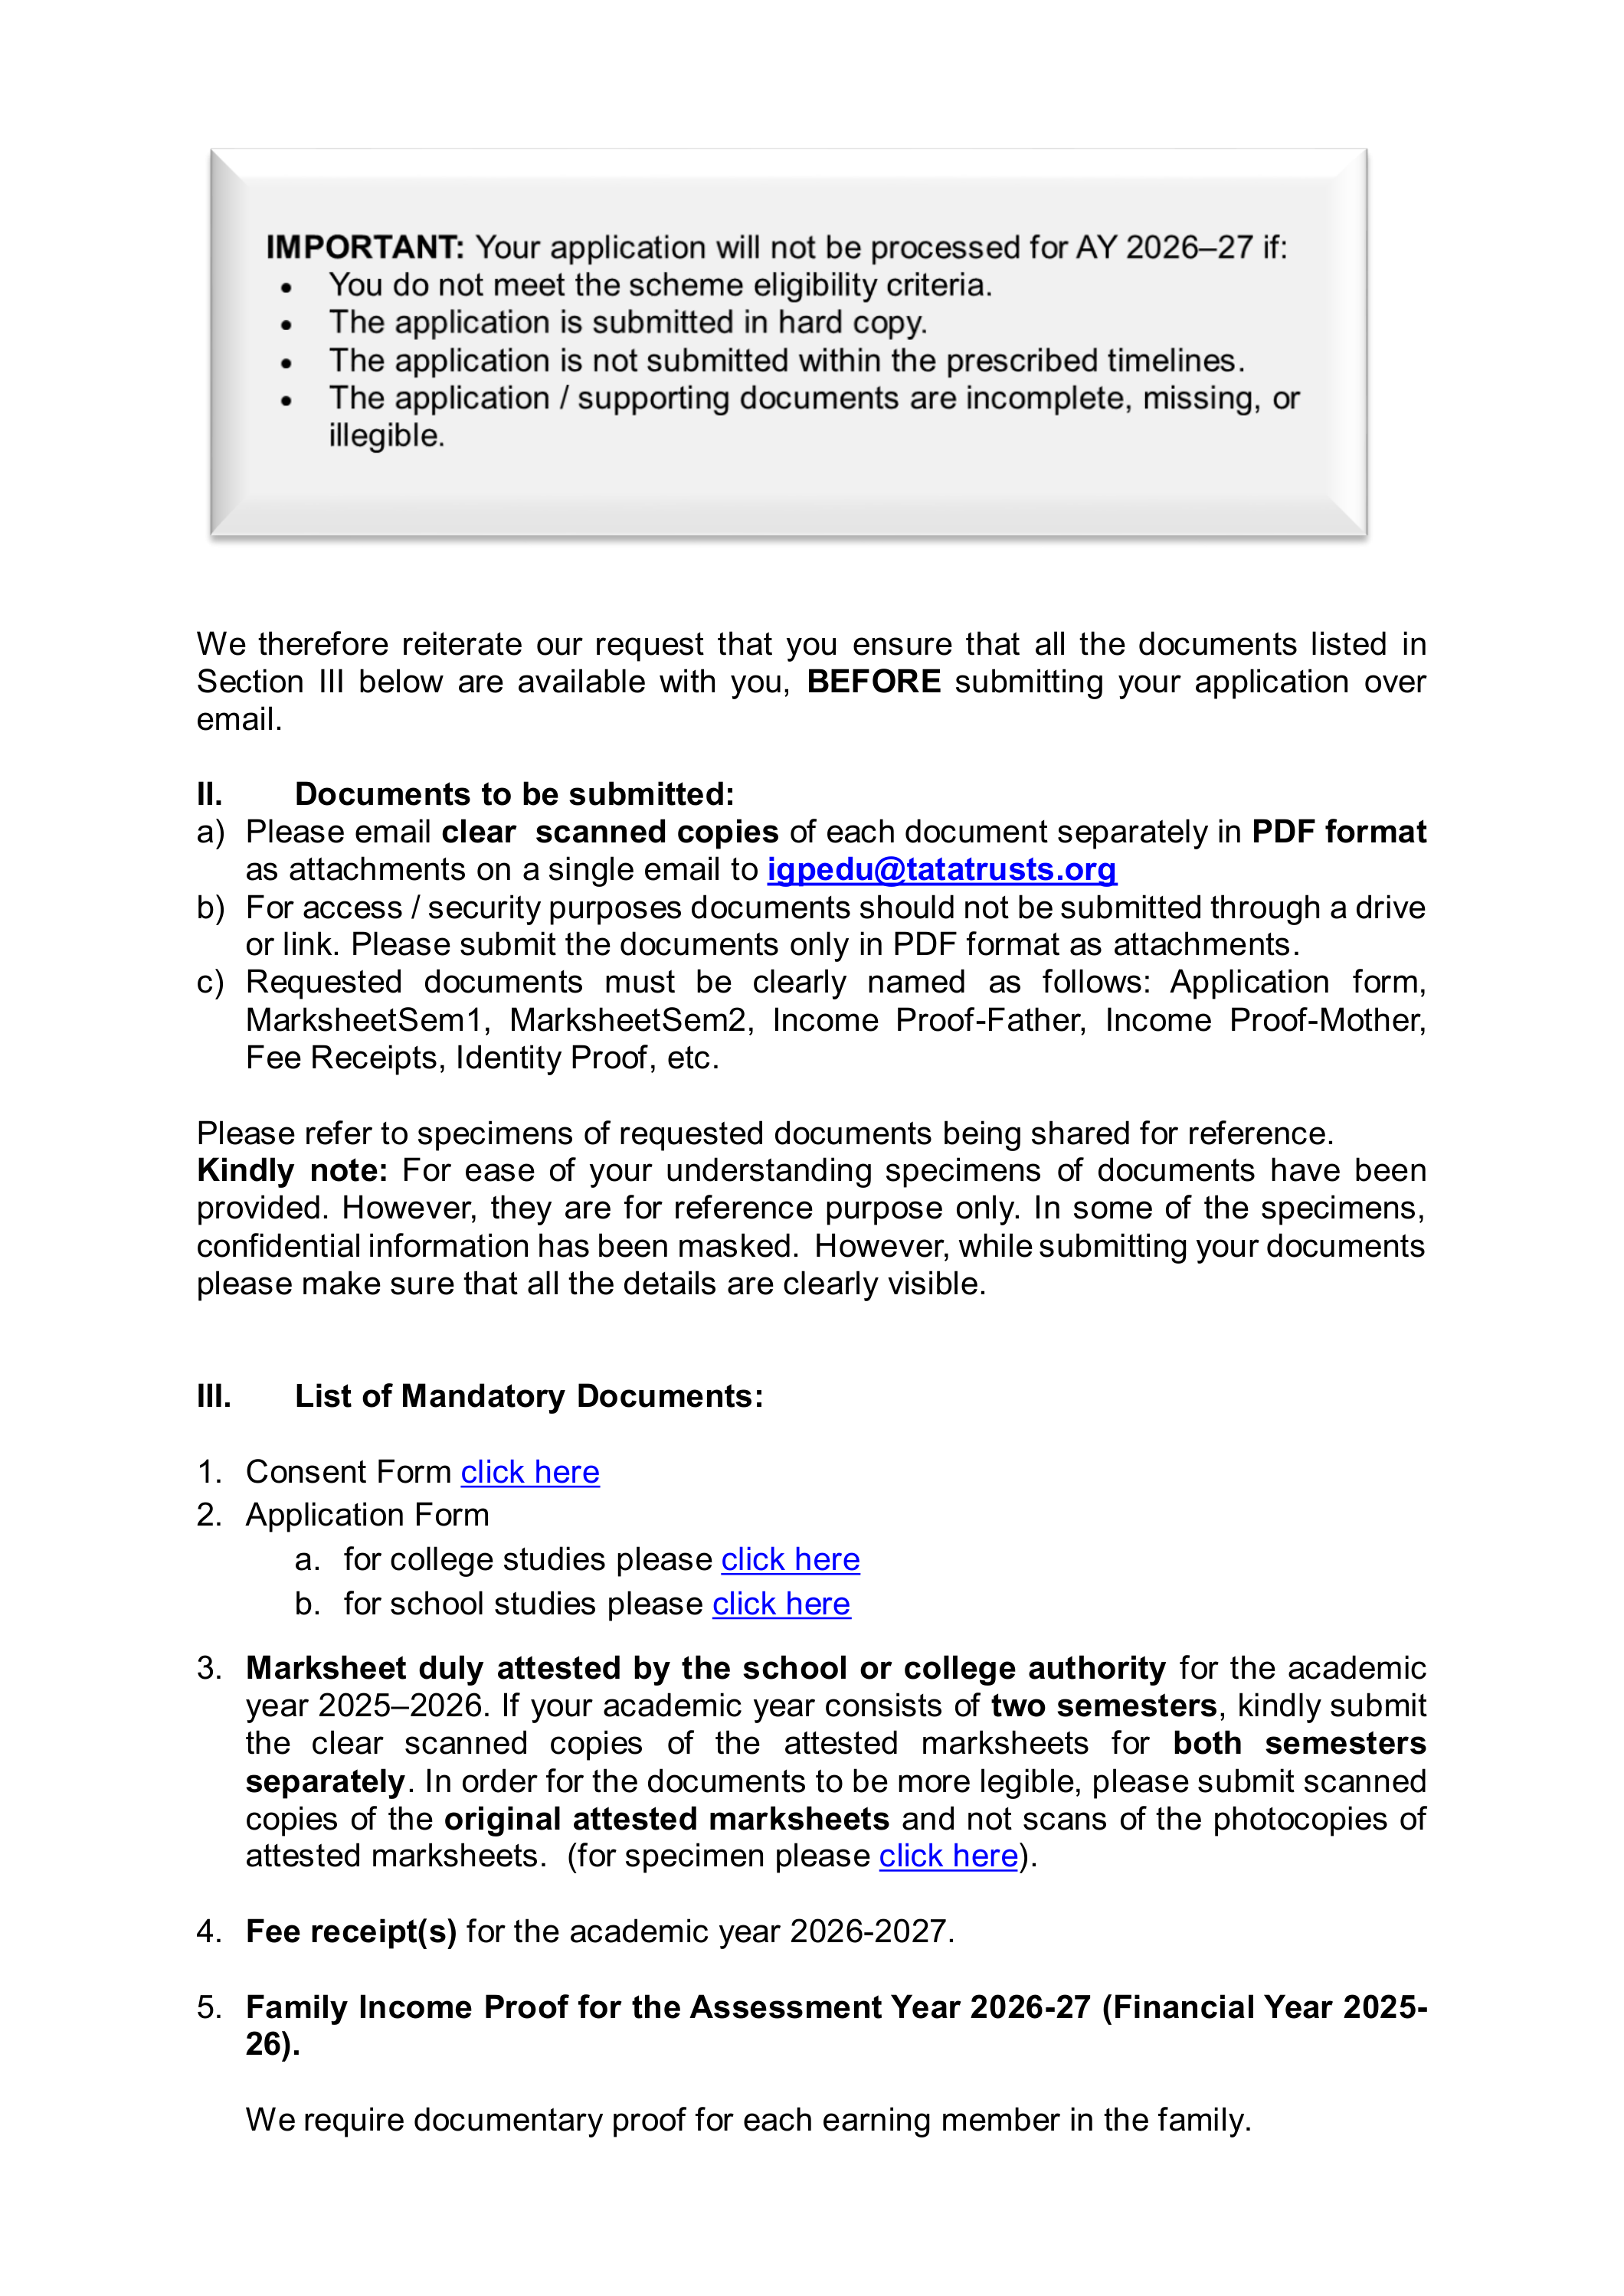 IMPORTANT: Your application will not be processed for AY 2026–27 if:
• You do not meet the scheme eligibility criteria.
• The application is submitted in hard copy.
• The application is not submitted within the prescribed timelines.
• The application / supporting documents are incomplete, missing, or
illegible.
We therefore reiterate our request that you ensure that all the documents listed in
Section III below are available with you, BEFORE submitting your application over
email.
II. Documents to be submitted:
a) Please email clear scanned copies of each document separately in PDF format
as attachments on a single email to igpedu@tatatrusts.org
b) For access / security purposes documents should not be submitted through a drive
or link. Please submit the documents only in PDF format as attachments.
c) Requested documents must be clearly named as follows: Application form,
MarksheetSem1, MarksheetSem2, Income Proof-Father, Income Proof-Mother,
Fee Receipts, Identity Proof, etc.
Please refer to specimens of requested documents being shared for reference.
Kindly note: For ease of your understanding specimens of documents have been
provided. However, they are for reference purpose only. In some of the specimens,
confidential information has been masked. However, while submitting your documents
please make sure that all the details are clearly visible.
III. List of Mandatory Documents:
1. Consent Form click here
2. Application Form
a. for college studies please click here
b. for school studies please click here
3. Marksheet duly attested by the school or college authority for the academic
year 2025–2026. If your academic year consists of two semesters, kindly submit
the clear scanned copies of the attested marksheets for both semesters
separately. In order for the documents to be more legible, please submit scanned
copies of the original attested marksheets and not scans of the photocopies of
attested marksheets. (for specimen please click here).
4. Fee receipt(s) for the academic year 2026-2027.
5. Family Income Proof for the Assessment Year 2026-27 (Financial Year 2025-
26).
We require documentary proof for each earning member in the family.